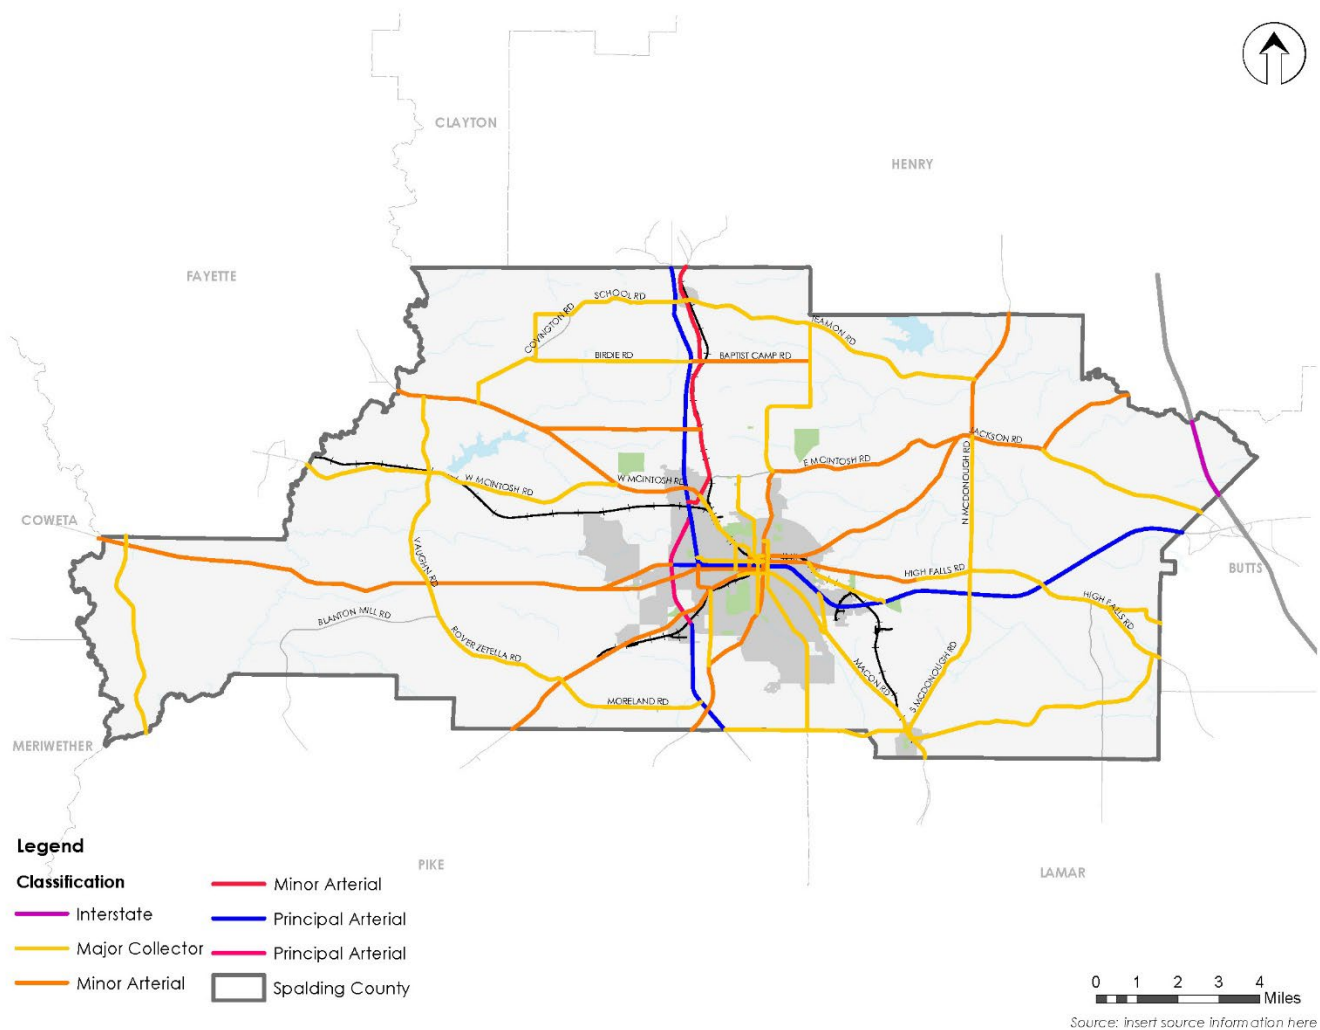 CLAYTON
HENRY
FAYETTE
SCHOOL RD
COVINGTON RD
BIRDIE RD
BAPTIST CAMP RD
JACKSON RD
E MCINTOSH RD
W MCINTOSH RD
W MCINTOSH RD
N MCDONOUGH RD
COWETA
VAUGHN RD
HIGH FALLS RD
BUTTS
HIGH FALLS RD
BLANTON MILL RD
ROVER ZETELLA RD
MACON RD
S MCDONOUGH RD
MORELAND RD
MERIWETHER
PIKE
LAMAR
Legend
Classification
Interstate
Major Collector
Minor Arterial
Minor Arterial
Principal Arterial
Principal Arterial
Spalding County
0 1 2 3 4
Miles
Source: insert source information here